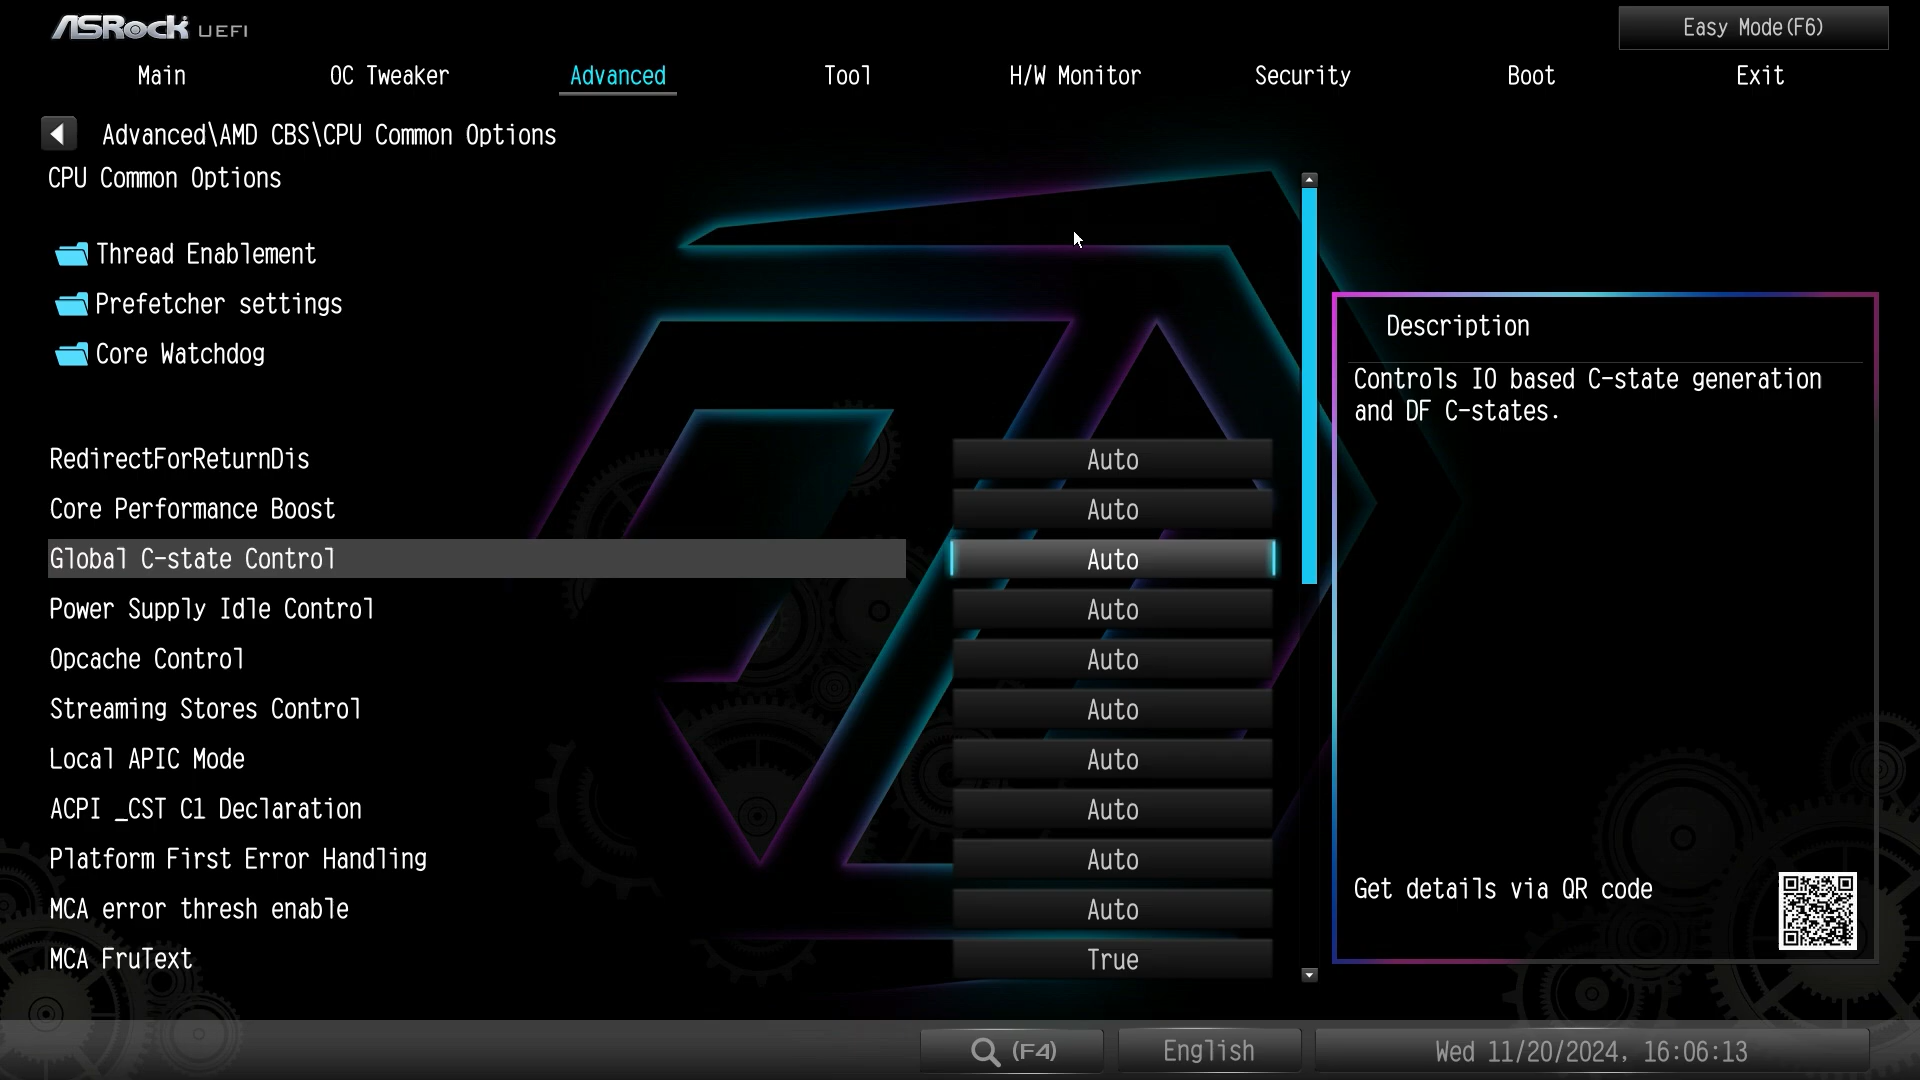 ASRock UEFI
Easy Mode(F6)
Main OC Tweaker Advanced Tool H/W Monitor Security Boot Exit
Advanced\AMD CBS\CPU Common Options
CPU Common Options
Thread Enablement
Prefetcher settings
Core Watchdog
RedirectForReturnDis Auto
Core Performance Boost Auto
Global C-state Control Auto
Power Supply Idle Control Auto
Opcache Control Auto
Streaming Stores Control Auto
Local APIC Mode Auto
ACPI _CST C1 Declaration Auto
Platform First Error Handling Auto
MCA error thresh enable Auto
MCA FruText True
Description
Controls IO based C-state generation
and DF C-states.
Get details via QR code
(F4) English Wed 11/20/2024, 16:06:13